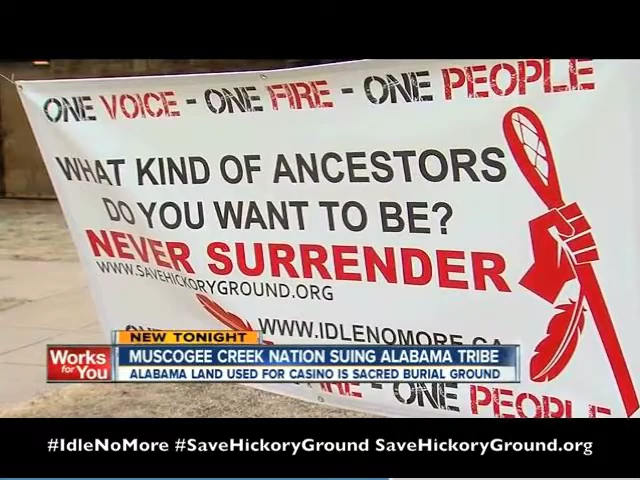 ONE VOICE - ONE FIRE - ONE PEOPLE
WHAT KIND OF ANCESTORS
DO YOU WANT TO BE?
NEVER SURRENDER
WWW.SAVEHICKORYGROUND.ORG
WWW.IDLENOMORE.CA
NEW TONIGHT
Works for You
MUSCOGEE CREEK NATION SUING ALABAMA TRIBE
ALABAMA LAND USED FOR CASINO IS SACRED BURIAL GROUND
- ONE PEOPLE
#IdleNoMore #SaveHickoryGround SaveHickoryGround.org